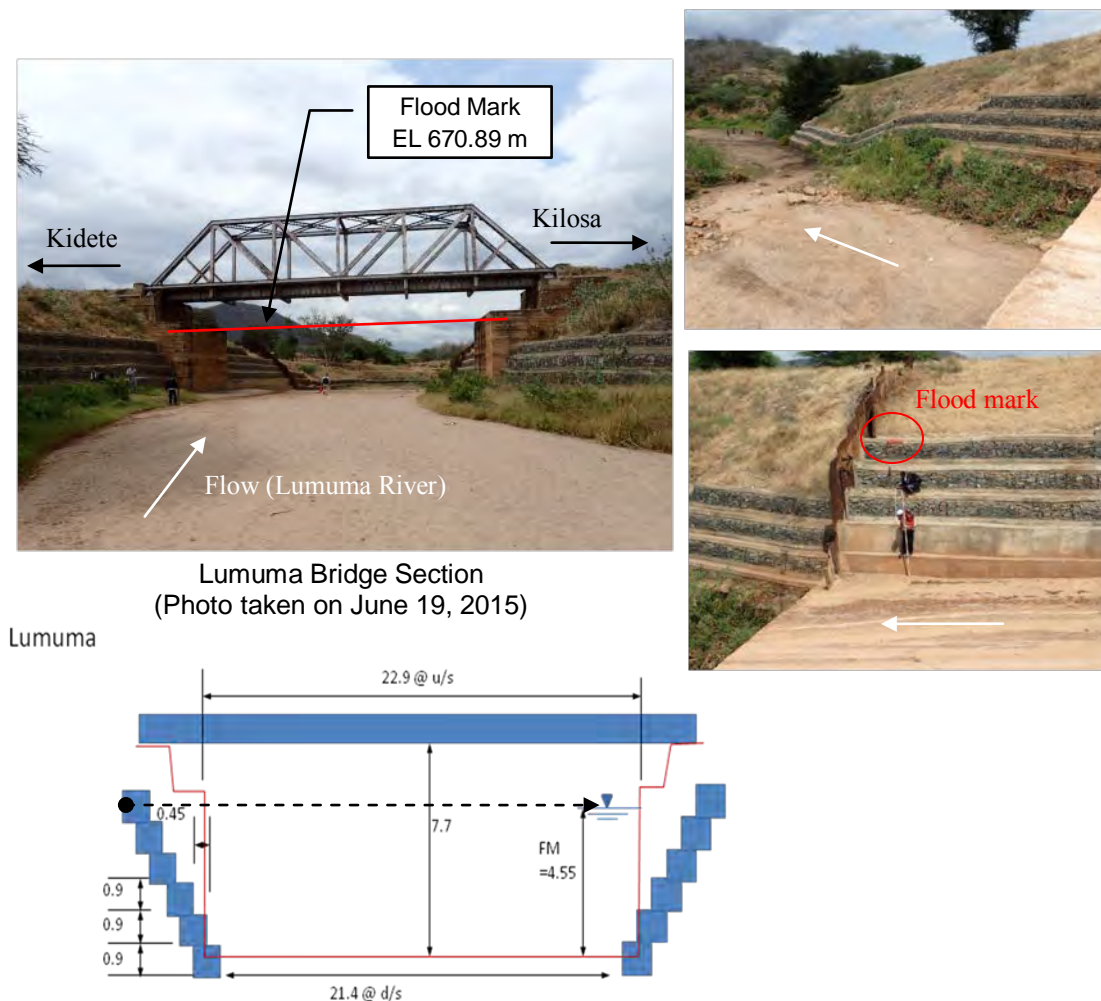 Flood Mark
EL 670.89 m
Kidete
Kilosa
Flow (Lumuma River)
Flood mark
Lumuma Bridge Section
(Photo taken on June 19, 2015)
Lumuma
22.9 @ u/s
0.45
7.7
FM
=4.55
0.9
0.9
0.9
21.4 @ d/s